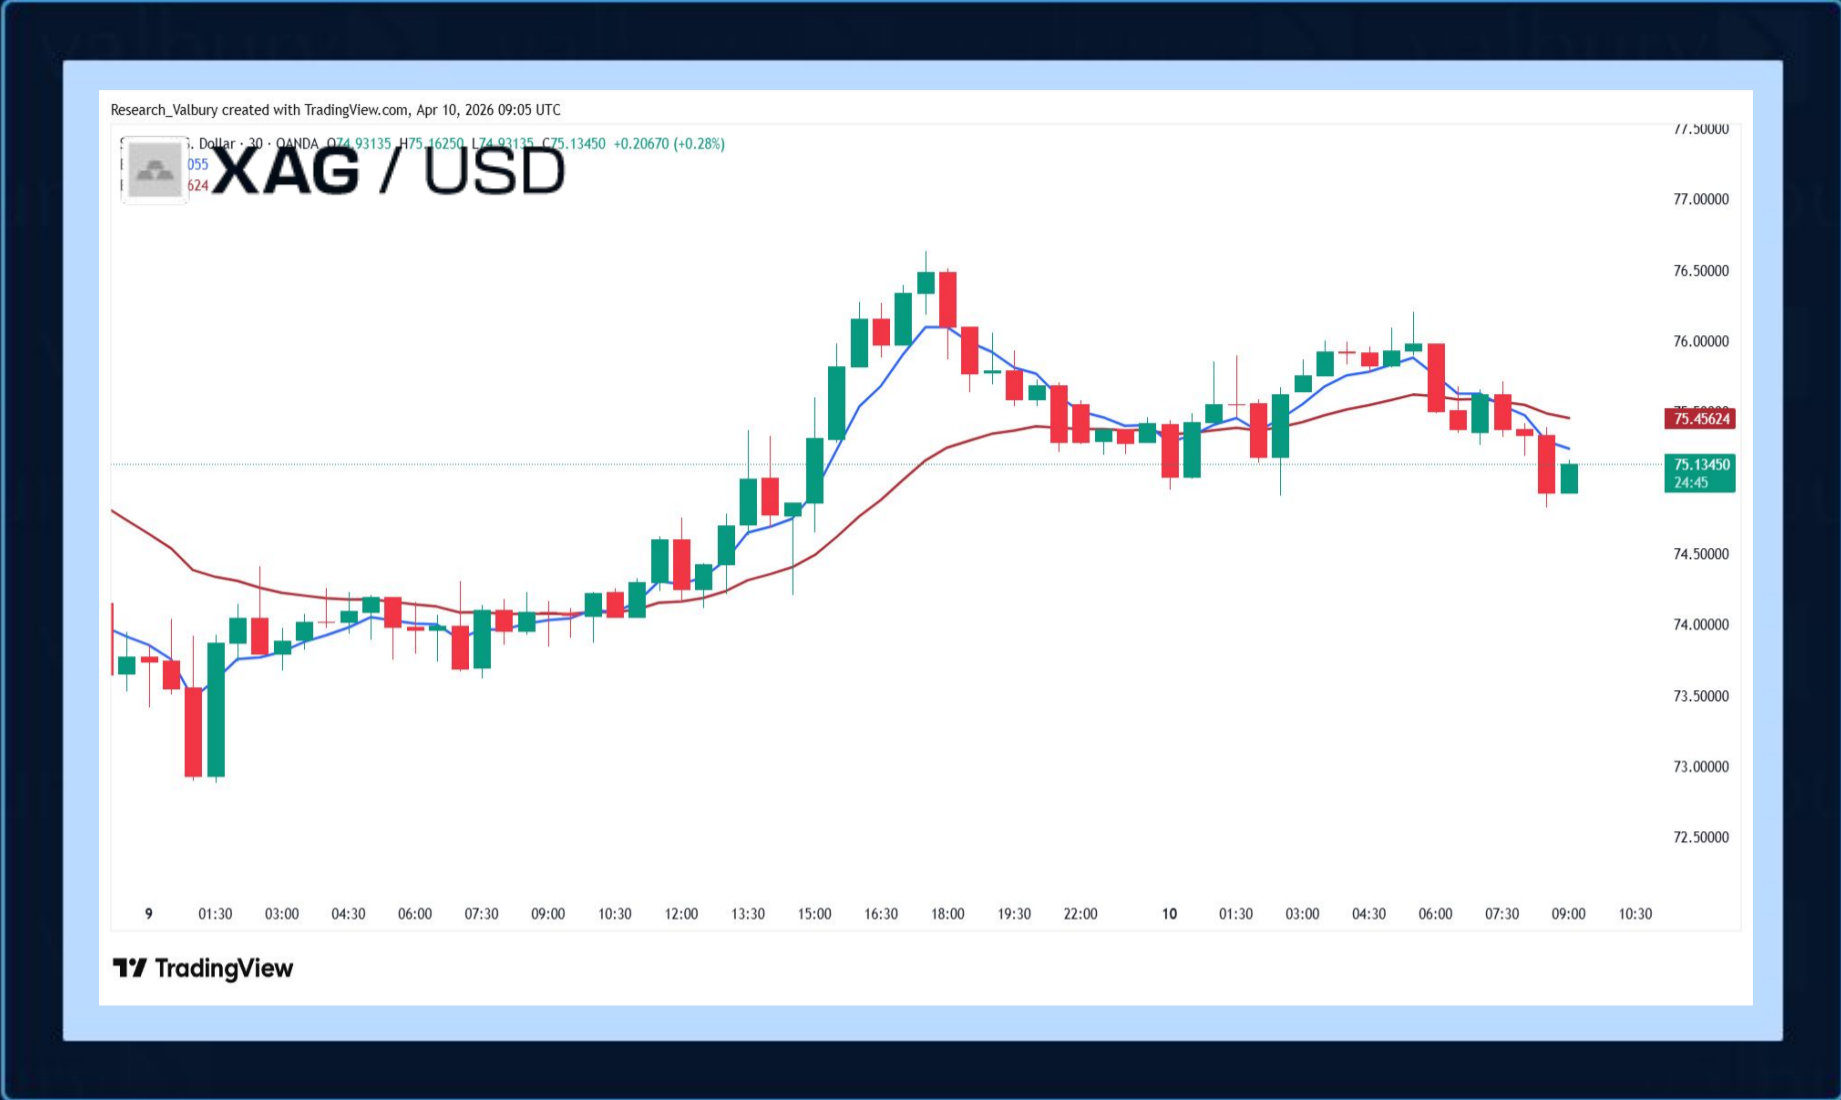 Research_Valbury created with TradingView.com, Apr 10, 2026 09:05 UTC
Dollar · 30 · OANDA O74.93135 H75.16250 L74.93135 C75.13450 +0.20670 (+0.28%)
055
624
XAG / USD
77.50000
77.00000
76.50000
76.00000
75.45624
75.13450
24:45
74.50000
74.00000
73.50000
73.00000
72.50000
9 01:30 03:00 04:30 06:00 07:30 09:00 10:30 12:00 13:30 15:00 16:30 18:00 19:30 22:00 10 01:30 03:00 04:30 06:00 07:30 09:00 10:30
TradingView